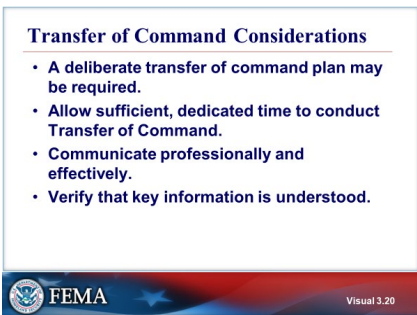 Transfer of Command Considerations
• A deliberate transfer of command plan may
be required.
• Allow sufficient, dedicated time to conduct
Transfer of Command.
• Communicate professionally and
effectively.
• Verify that key information is understood.
FEMA
Visual 3.20